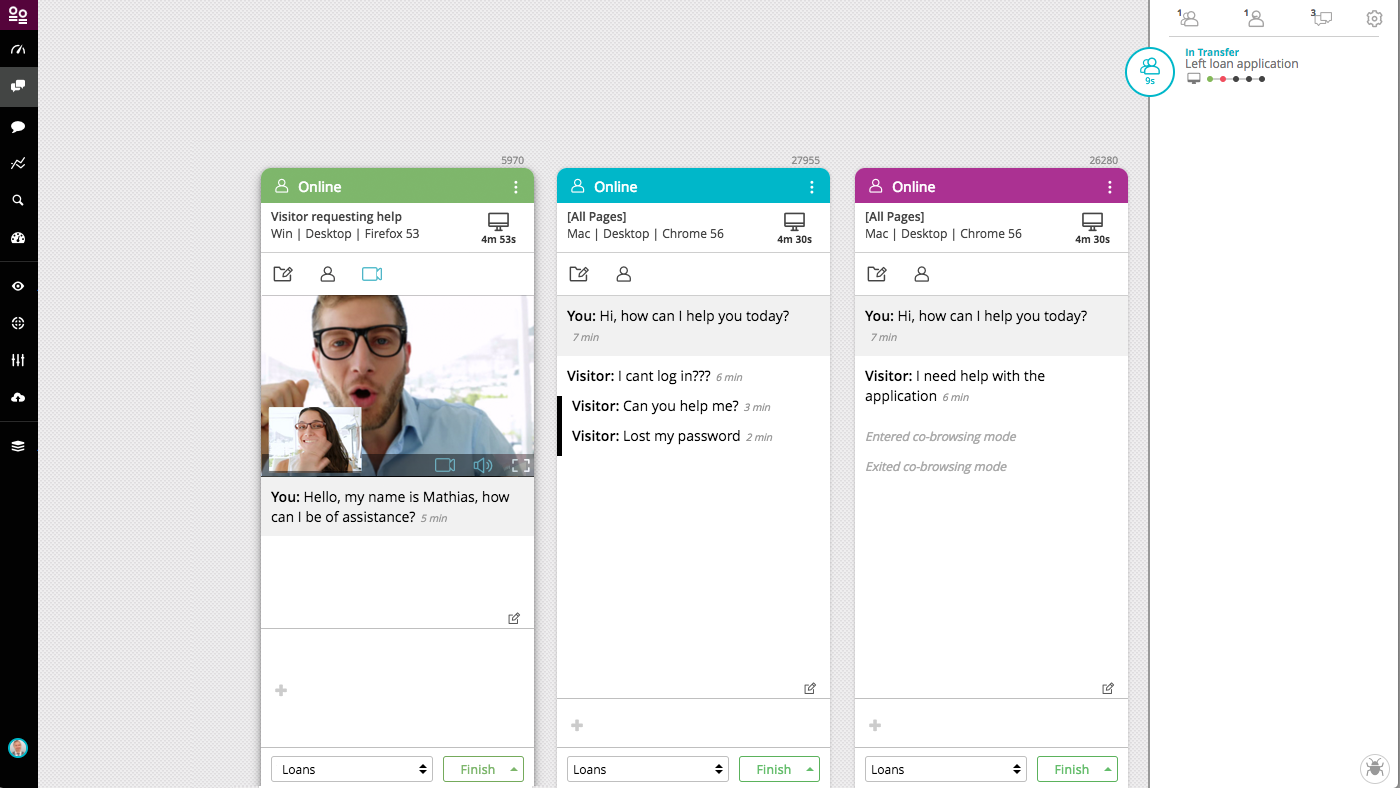 1
1
3
In Transfer
Left loan application
9s
5970
Online
Visitor requesting help
Win | Desktop | Firefox 53
4m 53s
You: Hello, my name is Mathias, how
can I be of assistance? 5 min
Loans
Finish
27955
Online
[All Pages]
Mac | Desktop | Chrome 56
4m 30s
You: Hi, how can I help you today?
7 min
Visitor: I cant log in??? 6 min
Visitor: Can you help me? 3 min
Visitor: Lost my password 2 min
Loans
Finish
26280
Online
[All Pages]
Mac | Desktop | Chrome 56
4m 30s
You: Hi, how can I help you today?
7 min
Visitor: I need help with the
application 6 min
Entered co-browsing mode
Exited co-browsing mode
Loans
Finish